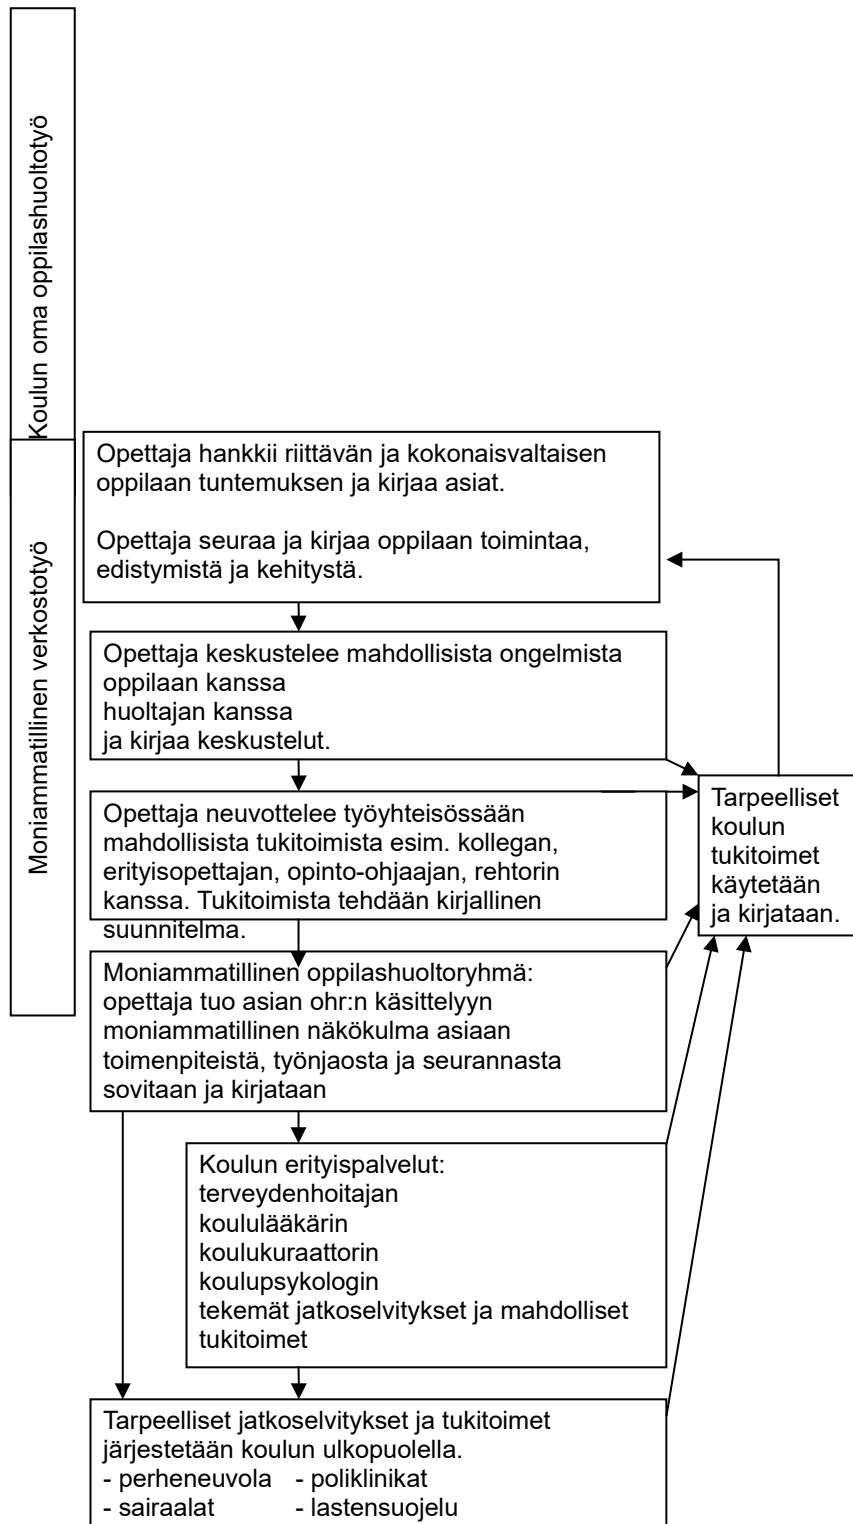 Koulun oma oppilashuoltotyö
Moniammatillinen verkostotyö
Opettaja hankkii riittävän ja kokonaisvaltaisen
oppilaan tuntemuksen ja kirjaa asiat.
Opettaja seuraa ja kirjaa oppilaan toimintaa,
edistymistä ja kehitystä.
Opettaja keskustelee mahdollisista ongelmista
oppilaan kanssa
huoltajan kanssa
ja kirjaa keskustelut.
Opettaja neuvottelee työyhteisössään
mahdollisista tukitoimista esim. kollegan,
erityisopettajan, opinto-ohjaajan, rehtorin
kanssa. Tukitoimista tehdään kirjallinen
suunnitelma.
Tarpeelliset
koulun
tukitoimet
käytetään
ja kirjataan.
Moniammatillinen oppilashuoltoryhmä:
opettaja tuo asian ohr:n käsittelyyn
moniammatillinen näkökulma asiaan
toimenpiteistä, työnjaosta ja seurannasta
sovitaan ja kirjataan
Koulun erityispalvelut:
terveydenhoitajan
koululääkärin
koulukuraattorin
koulupsykologin
tekemät jatkoselvitykset ja mahdolliset
tukitoimet
Tarpeelliset jatkoselvitykset ja tukitoimet
järjestetään koulun ulkopuolella.
- perheneuvola - poliklinikat
- sairaalat - lastensuojelu